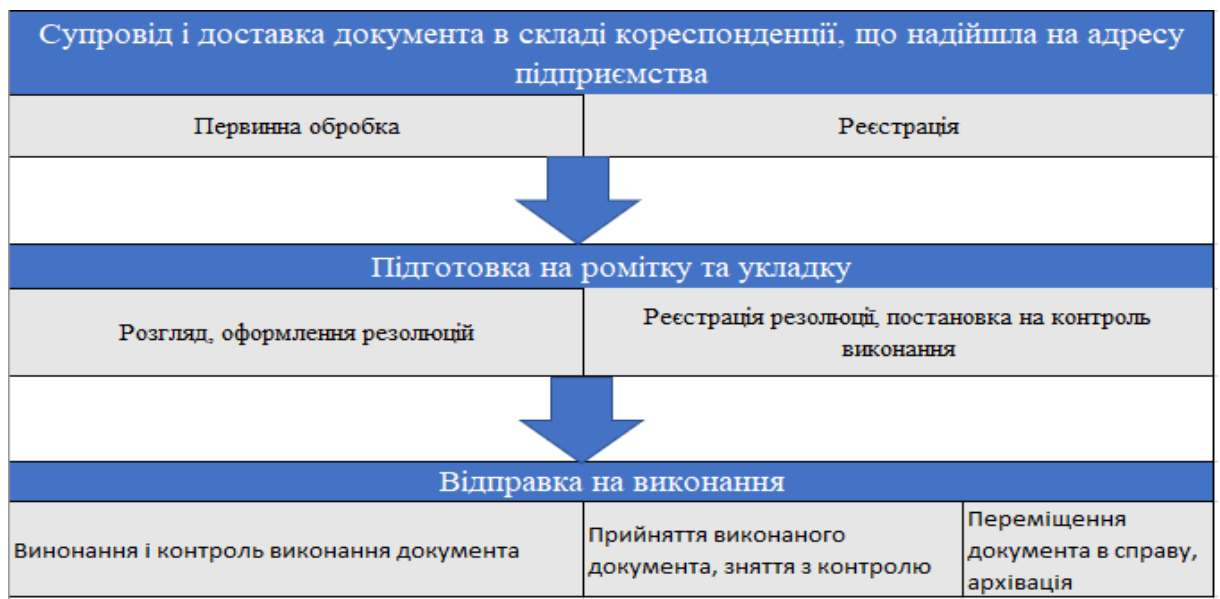 Супровід і доставка документа в складі кореспонденції, що надійшла на адресу
підприємства
Первинна обробка
Реєстрація
Підготовка на ромітку та укладку
Розгляд, оформлення резолюцій
Реєстрація резолюції, постановка на контроль
виконання
Відправка на виконання
Винонання і контроль виконання документа
Прийняття виконаного
документа, зняття з контролю
Переміщення
документа в справу,
архівація